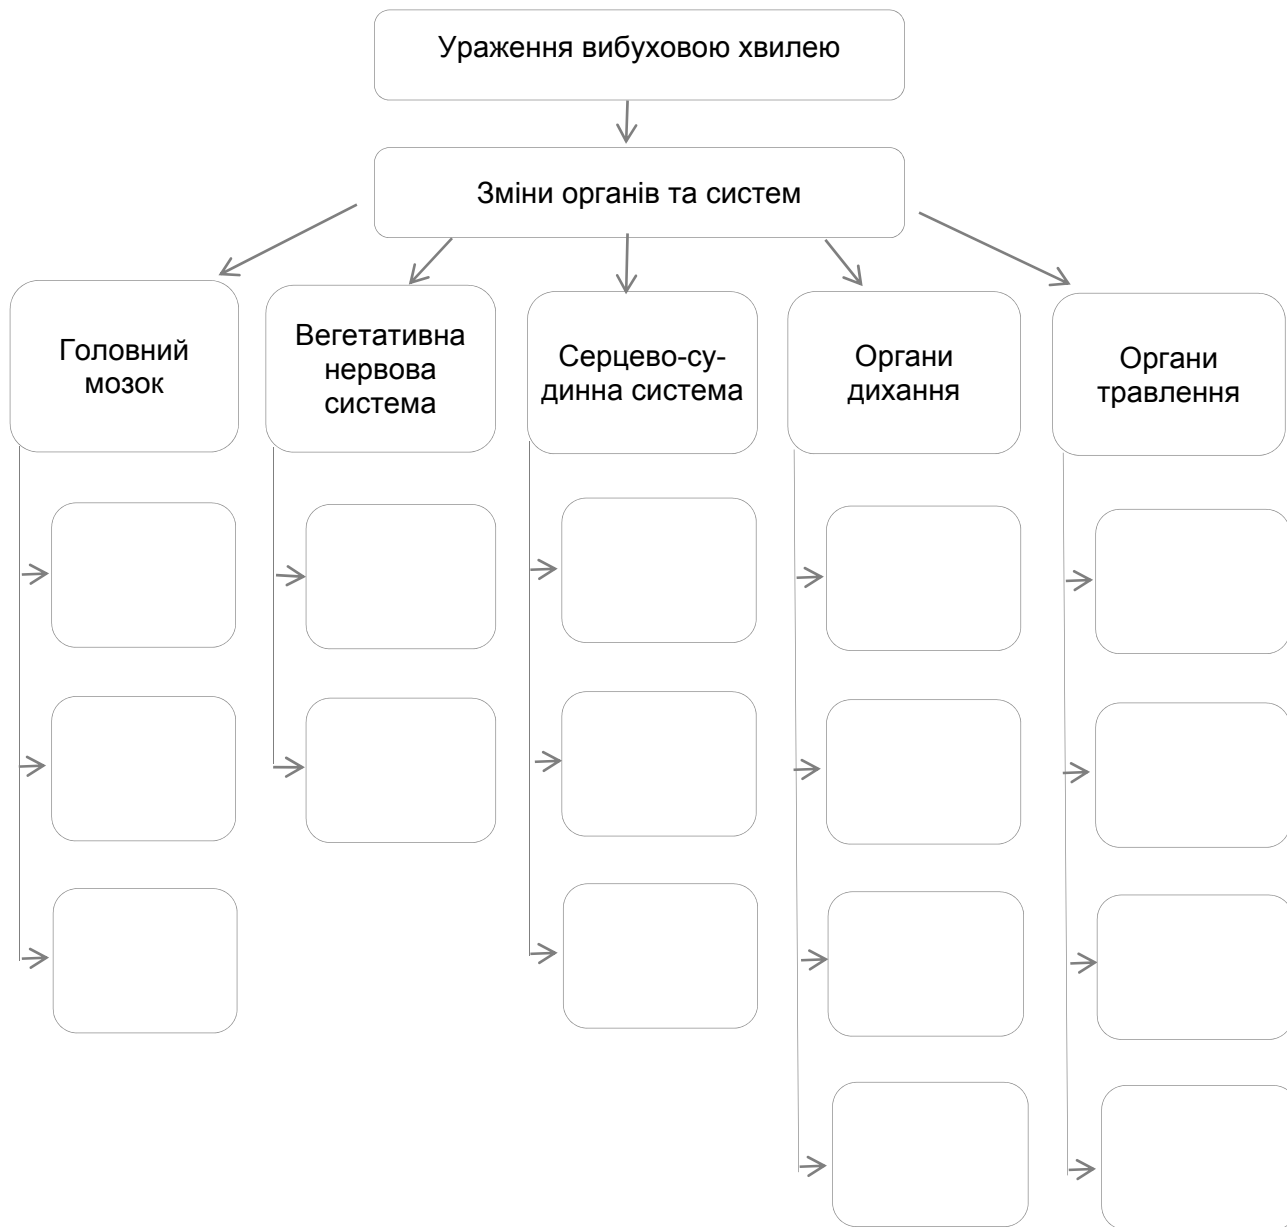 Ураження вибуховою хвилею
Зміни органів та систем
Головний
мозок
Вегетативна
нервова
система
Серцево-су-
динна система
Органи
дихання
Органи
травлення